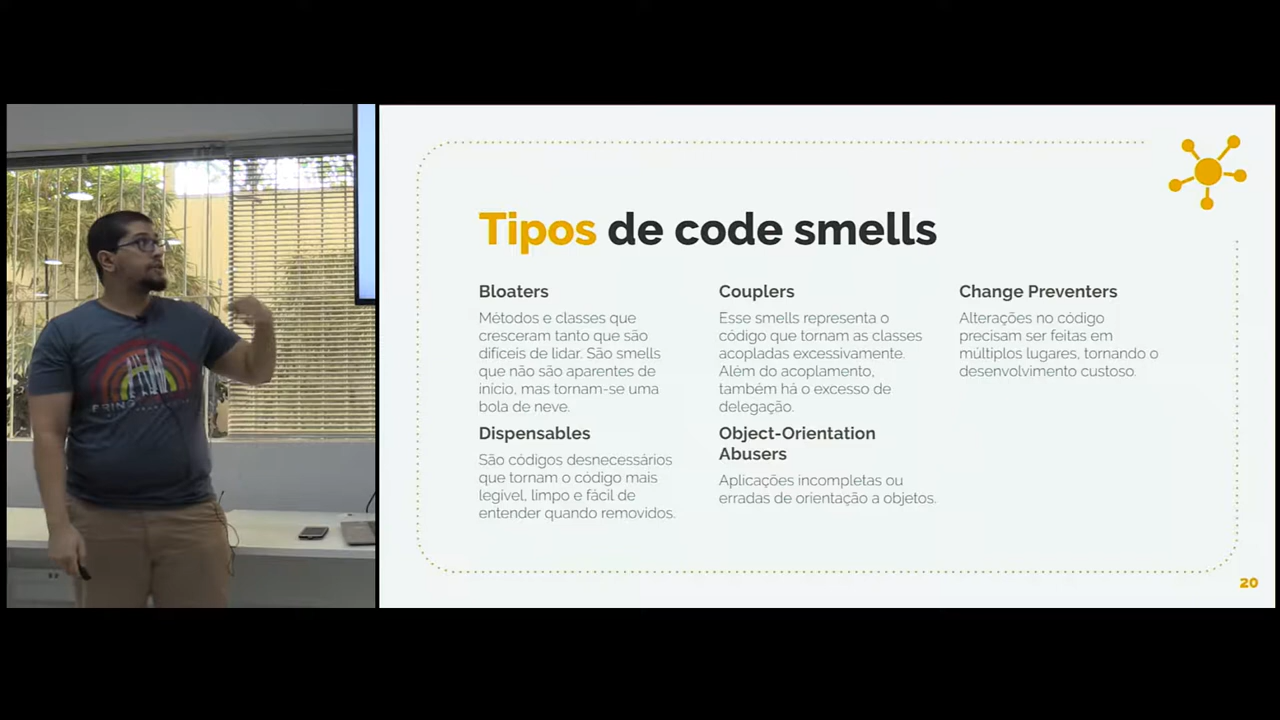 Tipos de code smells
Bloaters
Métodos e classes que
cresceram tanto que são
difíceis de lidar. São smells
que não são aparentes de
início, mas tornam-se uma
bola de neve.
Couplers
Esse smells representa o
código que tornam as classes
acopladas excessivamente.
Além do acoplamento,
também há o excesso de
delegação.
Change Preventers
Alterações no código
precisam ser feitas em
múltiplos lugares, tornando o
desenvolvimento custoso.
Dispensables
São códigos desnecessários
que tornam o código mais
legível, limpo e fácil de
entender quando removidos.
Object-Orientation
Abusers
Aplicações incompletas ou
erradas de orientação a objetos.
20